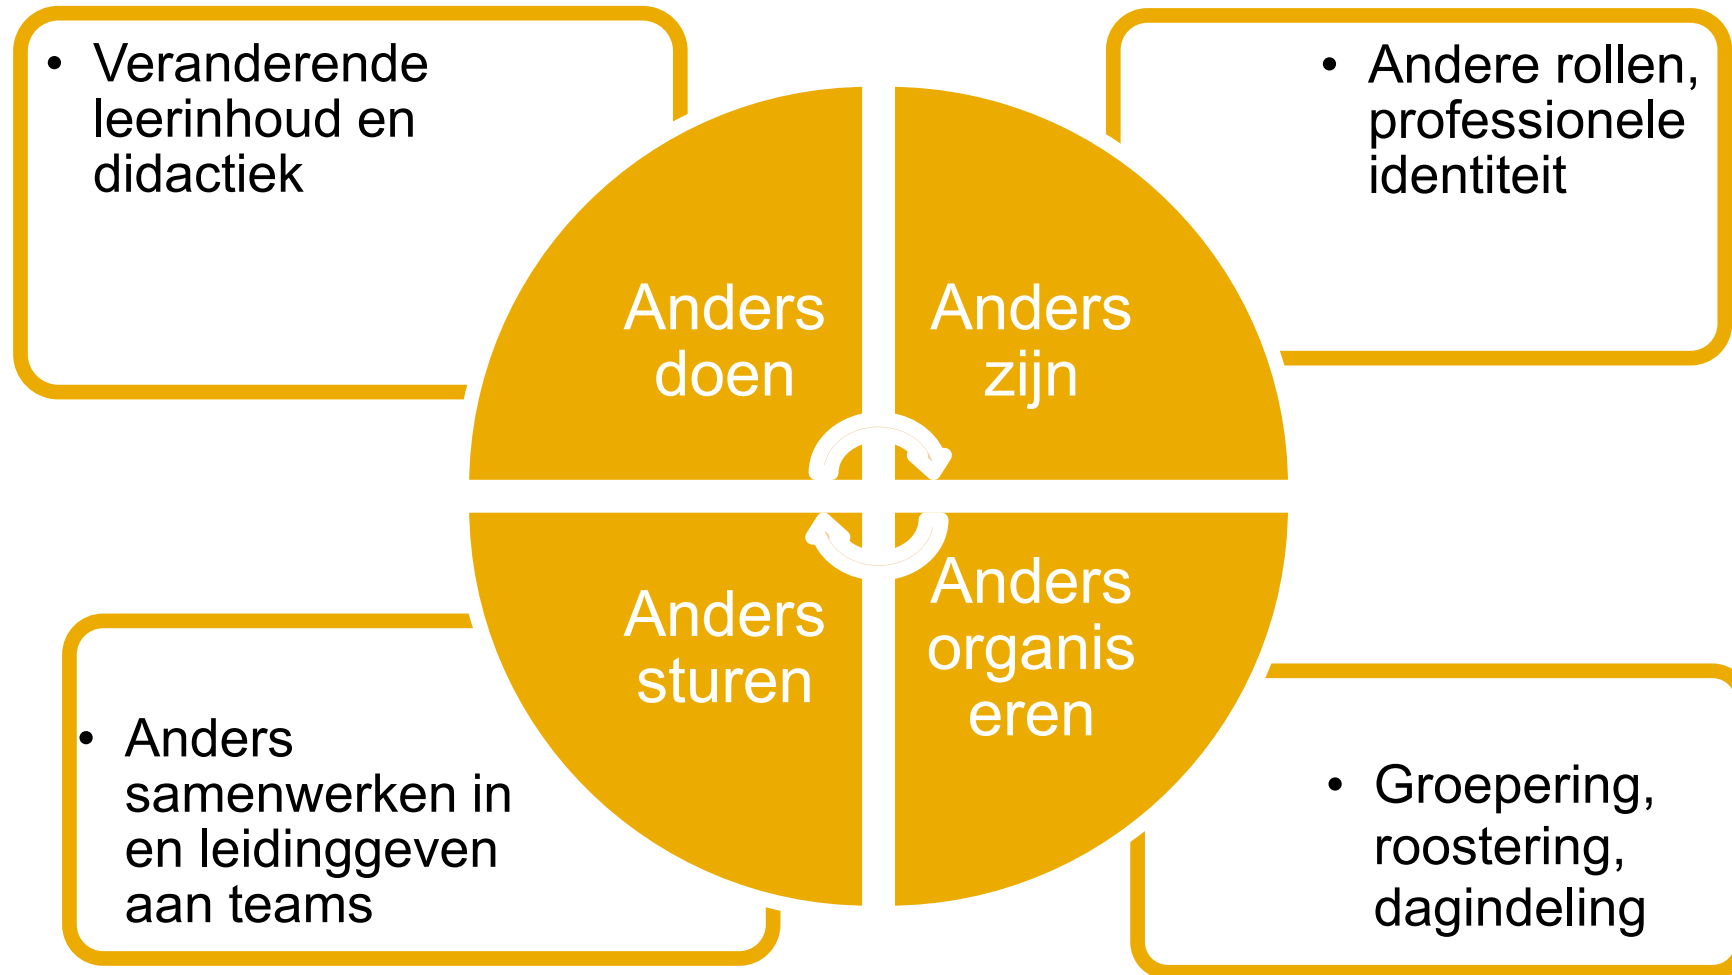 • Veranderende
leerinhoud en
didactiek
• Andere rollen,
professionele
identiteit
Anders
doen
Anders
zijn
Anders
sturen
Anders
organis
eren
• Anders
samenwerken in
en leidinggeven
aan teams
• Groepering,
roostering,
dagindeling